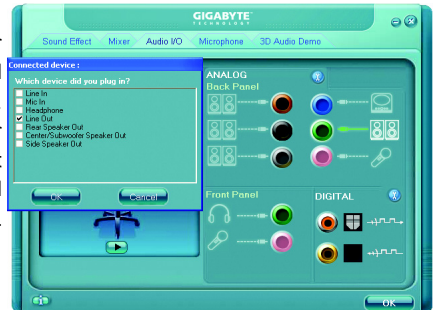 GIGABYTE
TECHNOLOGY
Sound Effect Mixer Audio I/O Microphone 3D Audio Demo
Connected device :
Which device did you plug in?
Line In
Mic In
Headphone
Line Out
Rear Speaker Out
Center/Subwoofer Speaker Out
Side Speaker Out
OK Cancel
ANALOG
Back Panel
Front Panel
DIGITAL
OK